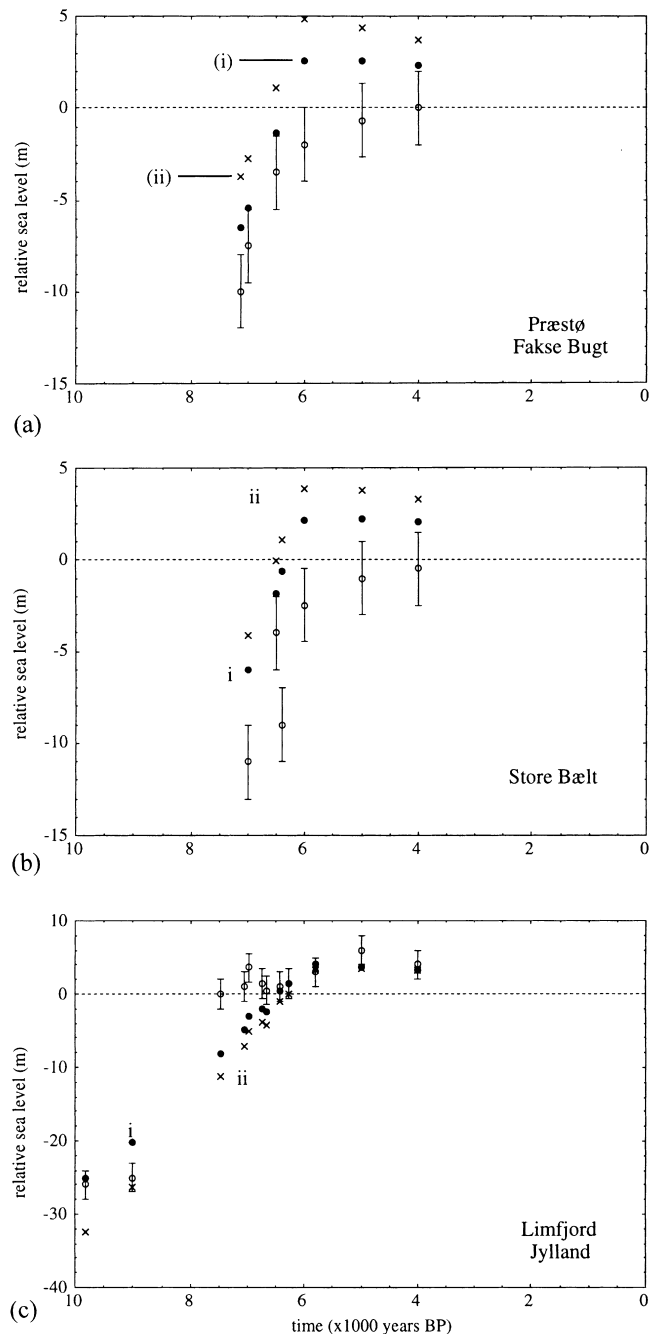 5
(i)
0
(ii)
relative sea level (m)
-5
-10
Præstø
Fakse Bugt
-15
10 8 6 4 2 0
(a)
5
ii
0
relative sea level (m)
-5
i
-10
Store Bælt
-15
10 8 6 4 2 0
(b)
10
0
relative sea level (m)
-10
ii
i
-20
-30
Limfjord
Jylland
-40
10 8 6 4 2 0
(c)
time (x1000 years BP)